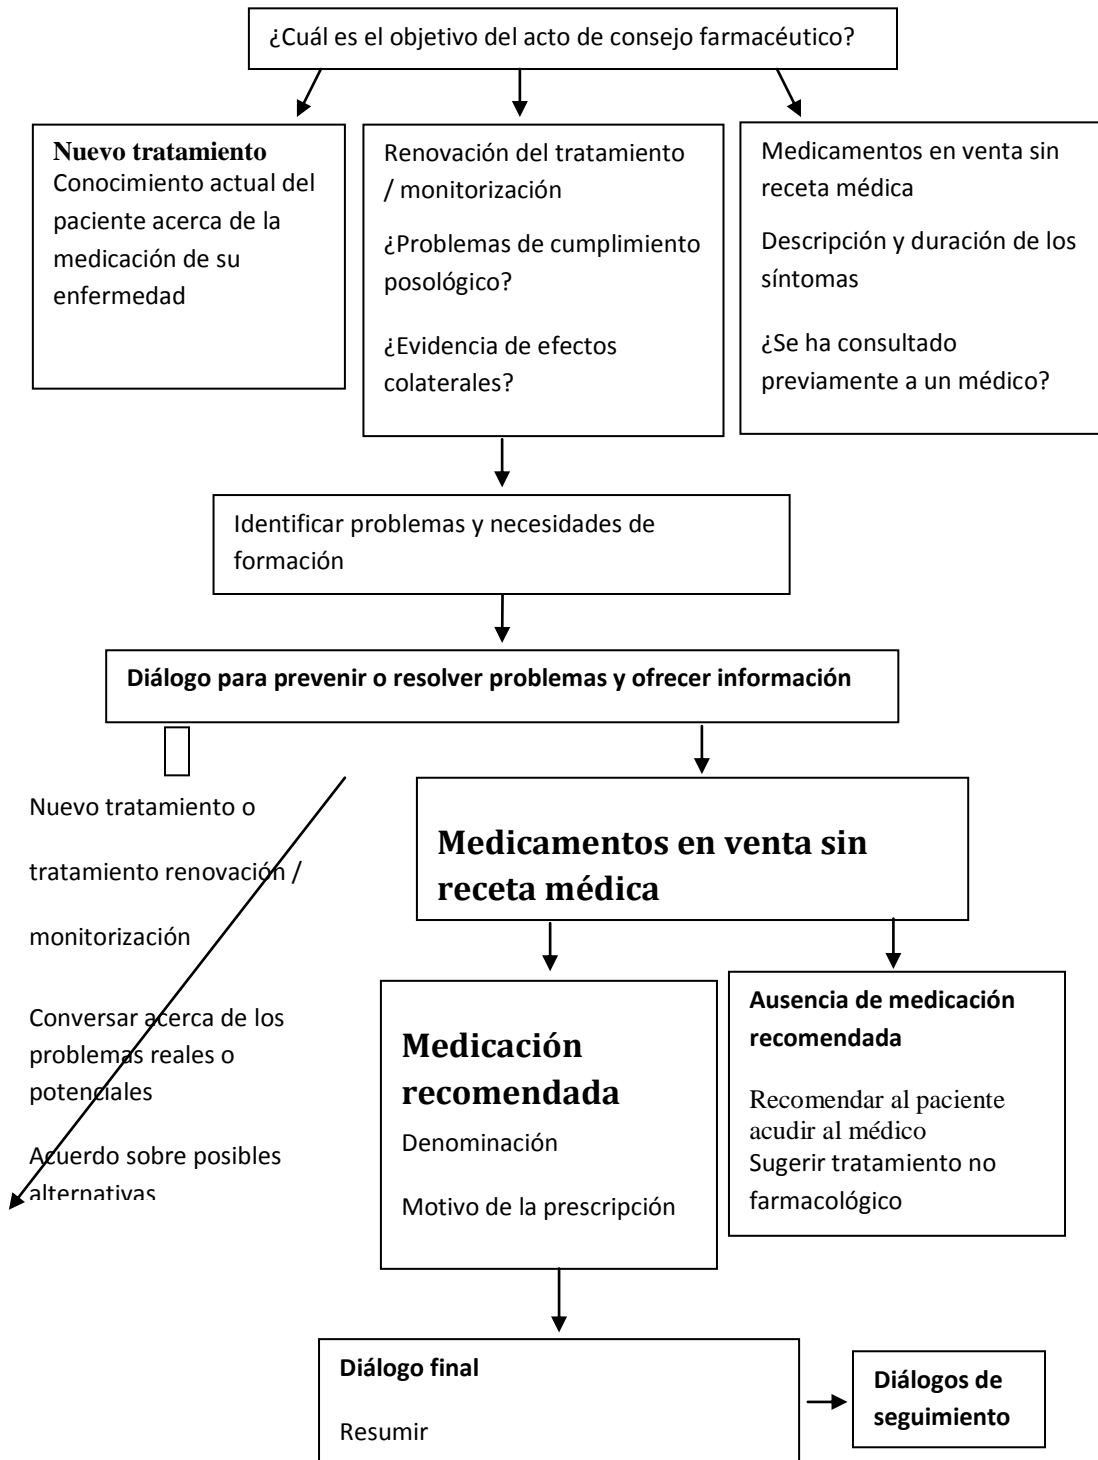 ¿Cuál es el objetivo del acto de consejo farmacéutico?
Nuevo tratamiento
Conocimiento actual del
paciente acerca de la
medicación de su
enfermedad
Renovación del tratamiento
/ monitorización
¿Problemas de cumplimiento
posológico?
¿Evidencia de efectos
colaterales?
Medicamentos en venta sin
receta médica
Descripción y duración de los
síntomas
¿Se ha consultado
previamente a un médico?
Identificar problemas y necesidades de
formación
Diálogo para prevenir o resolver problemas y ofrecer información
Nuevo tratamiento o
tratamiento renovación /
monitorización
Conversar acerca de los
problemas reales o
potenciales
Acuerdo sobre posibles
alternativas
Medicamentos en venta sin
receta médica
Medicación
recomendada
Denominación
Motivo de la prescripción
Ausencia de medicación
recomendada
Recomendar al paciente
acudir al médico
Sugerir tratamiento no
farmacológico
Diálogo final
Resumir
Diálogos de
seguimiento